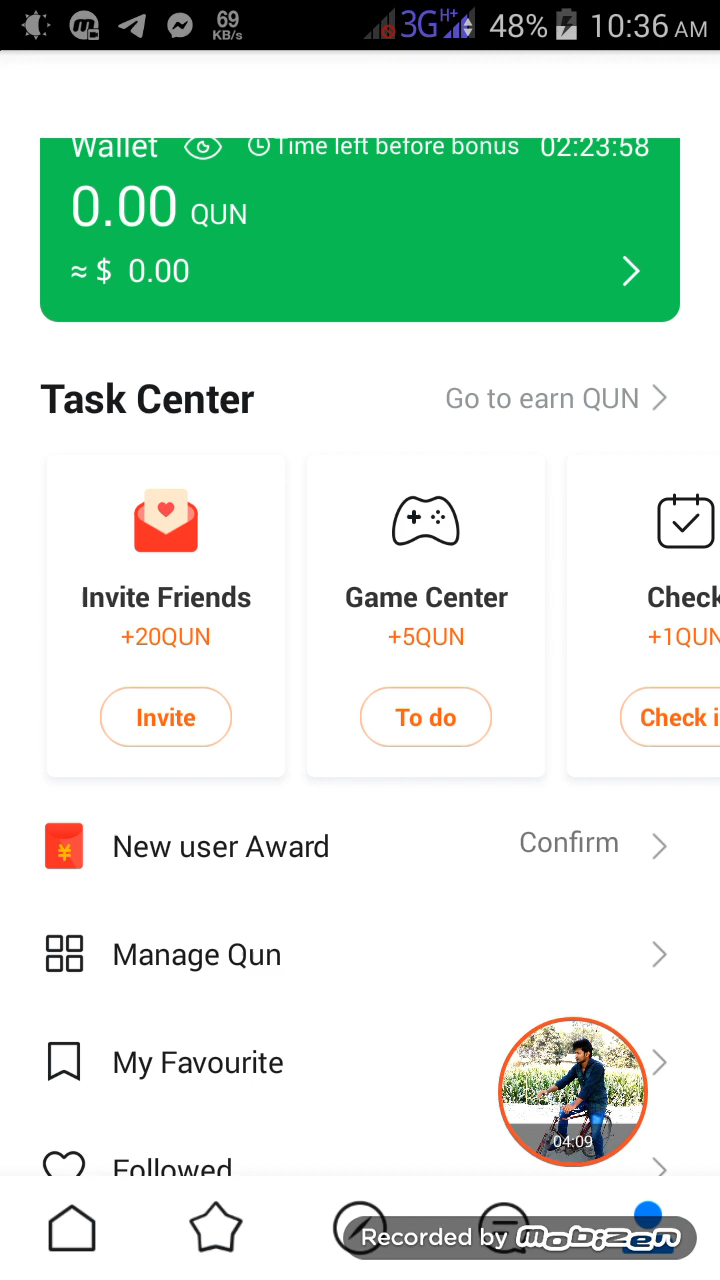 69
KB/s
3G H+ 48% 10:36 AM
Wallet Time left before bonus 02:23:58
0.00 QUN
≈ $ 0.00
Task Center Go to earn QUN
Invite Friends Game Center Check
+20QUN +5QUN +1QUN
Invite To do Check i
¥ New user Award Confirm
Manage Qun
My Favourite
04:09
Followed
Recorded by mobizen